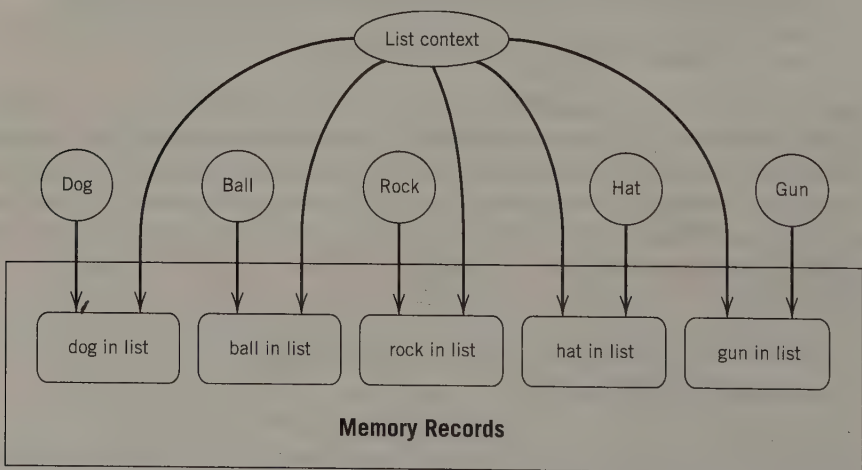 List context
Dog
Ball
Rock
Hat
Gun
dog in list
ball in list
rock in list
hat in list
gun in list
Memory Records